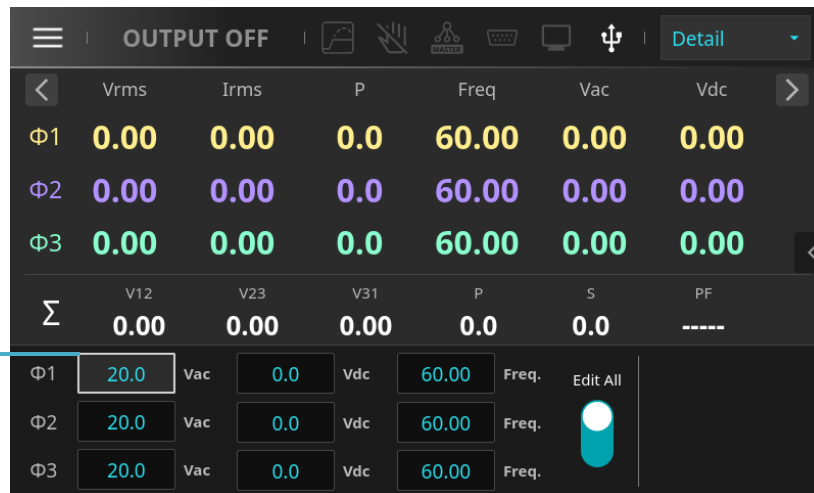 OUTPUT OFF MASTER Detail
Vrms Irms P Freq Vac Vdc
Φ1 0.00 0.00 0.0 60.00 0.00 0.00
Φ2 0.00 0.00 0.0 60.00 0.00 0.00
Φ3 0.00 0.00 0.0 60.00 0.00 0.00
V12 V23 V31 P S PF
Σ 0.00 0.00 0.00 0.0 0.0 -----
Φ1 20.0 Vac 0.0 Vdc 60.00 Freq. Edit All
Φ2 20.0 Vac 0.0 Vdc 60.00 Freq.
Φ3 20.0 Vac 0.0 Vdc 60.00 Freq.